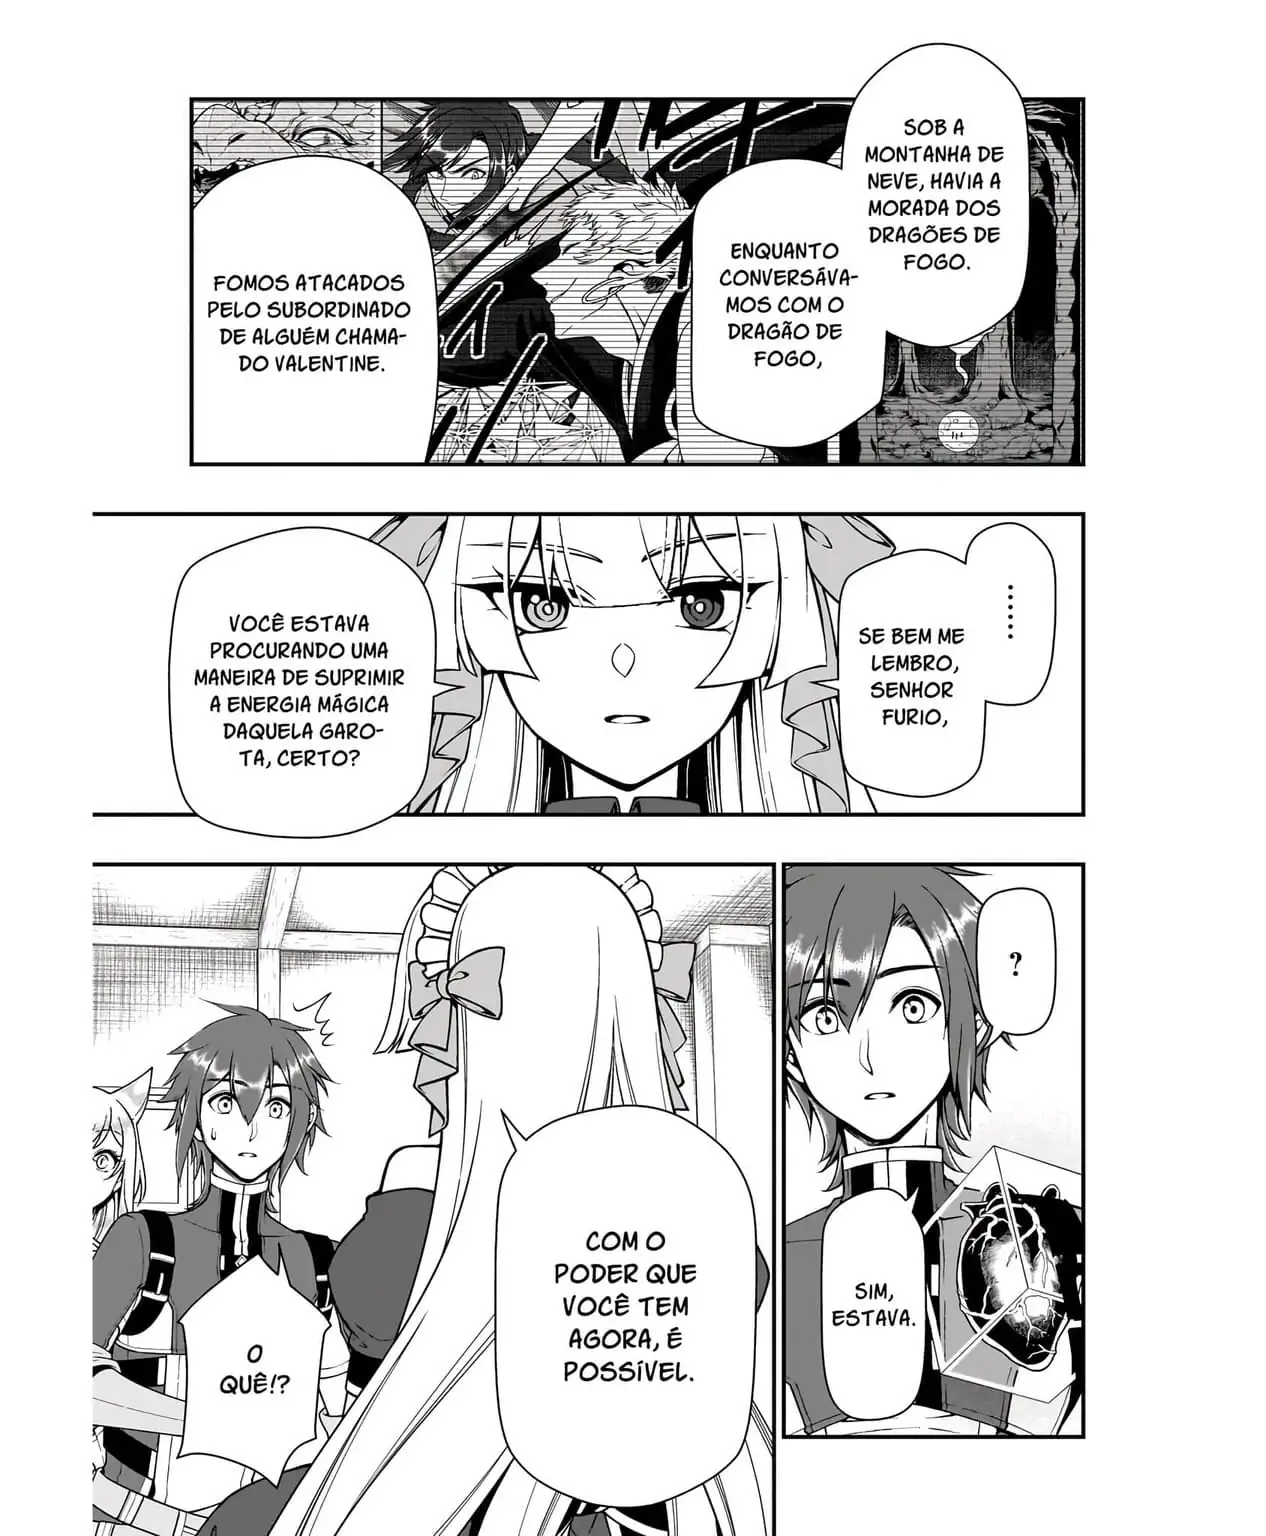 SOB A
MONTANHA DE
NEVE, HAVIA A
MORADA DOS
DRAGÕES DE
FOGO.
ENQUANTO
CONVERSÁVA-
MOS COM O
DRAGÃO DE
FOGO,
FOMOS ATACADOS
PELO SUBORDINADO
DE ALGUÉM CHAMA-
DO VALENTINE.
......
SE BEM ME
LEMBRO,
SENHOR
FURIO,
VOCÊ ESTAVA
PROCURANDO UMA
MANEIRA DE SUPRIMIR
A ENERGIA MÁGICA
DAQUELA GARO-
TA, CERTO?
?
SIM,
ESTAVA.
COM O
PODER QUE
VOCÊ TEM
AGORA, É
POSSÍVEL.
O
QUÊ!?